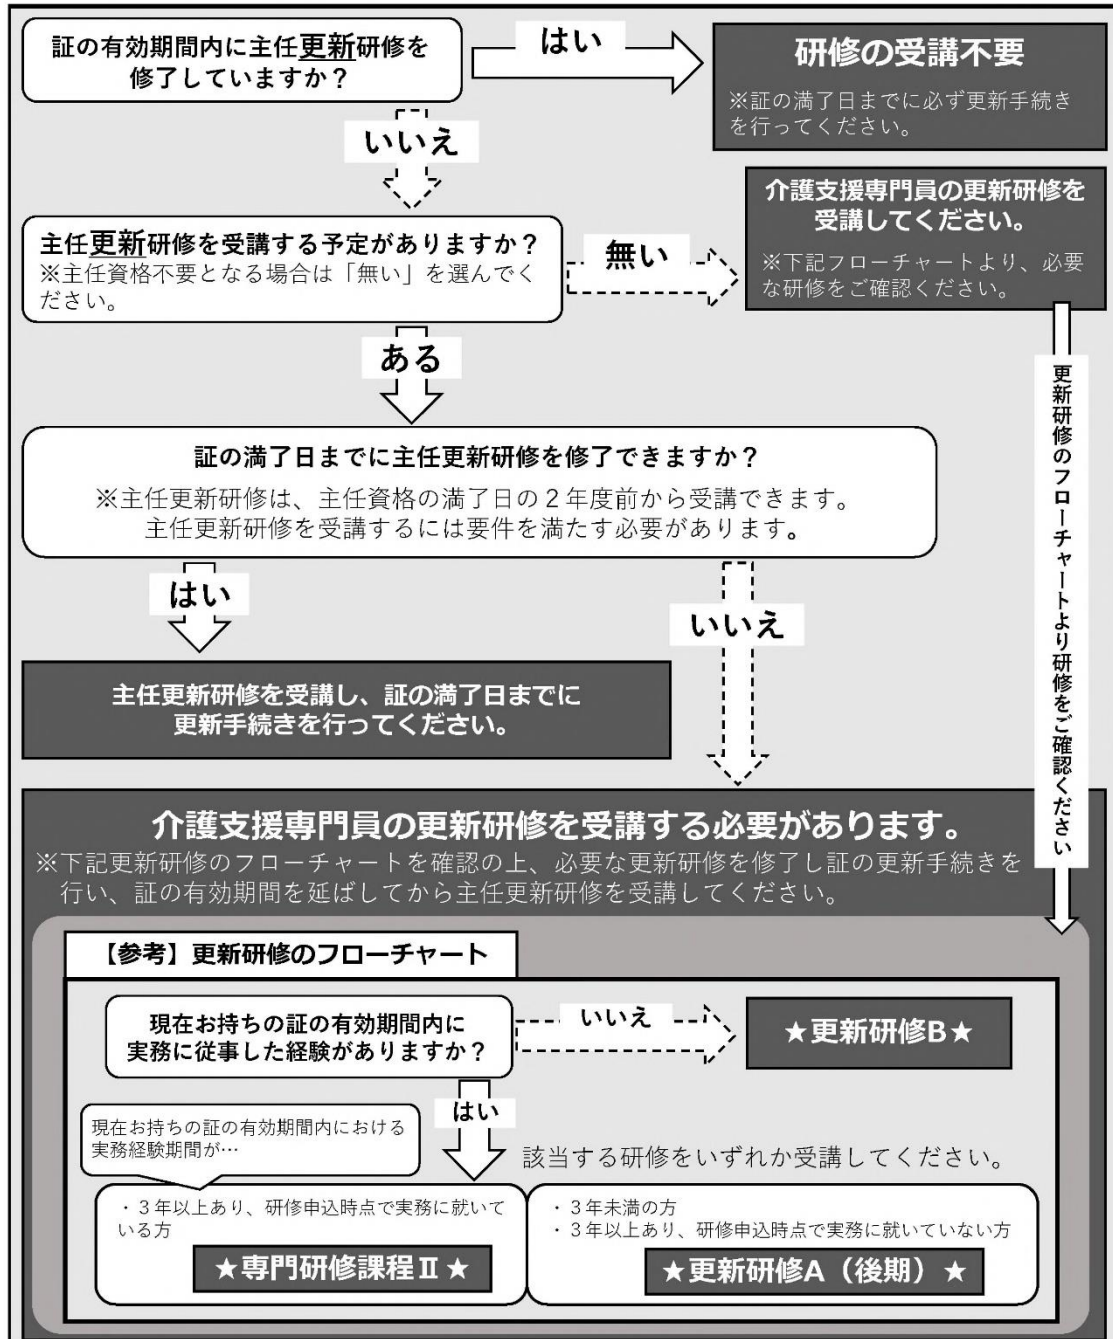 証の有効期間内に主任更新研修を
修了していますか?
はい
研修の受講不要
※証の満了日までに必ず更新手続き
を行ってください。
いいえ
主任更新研修を受講する予定がありますか?
※主任資格不要となる場合は「無い」を選んでく
ださい。
無い
介護支援専門員の更新研修を
受講してください。
※下記フローチャートより、必要
な研修をご確認ください。
更新研修のフローチャートより研修をご確認ください
ある
証の満了日までに主任更新研修を修了できますか?
※主任更新研修は、主任資格の満了日の2年度前から受講できます。
主任更新研修を受講するには要件を満たす必要があります。
はい
いいえ
主任更新研修を受講し、証の満了日までに
更新手続きを行ってください。
介護支援専門員の更新研修を受講する必要があります。
※下記更新研修のフローチャートを確認の上、必要な更新研修を修了し証の更新手続きを
行い、証の有効期間を延ばしてから主任更新研修を受講してください。
【参考】更新研修のフローチャート
現在お持ちの証の有効期間内に
実務に従事した経験がありますか?
いいえ
★更新研修B★
はい
現在お持ちの証の有効期間内における
実務経験期間が…
該当する研修をいずれか受講してください。
・3年以上あり、研修申込時点で実務に就いて
いる方
★専門研修課程Ⅱ★
・3年未満の方
・3年以上あり、研修申込時点で実務に就いていない方
★更新研修A(後期)★